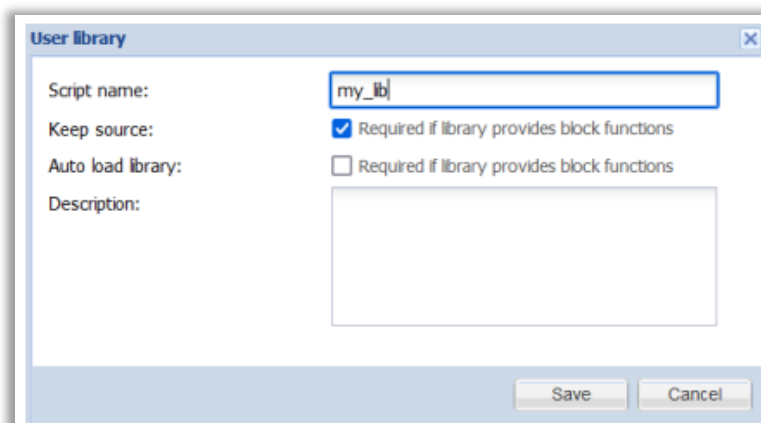 User library
Script name: my_lib
Keep source: Required if library provides block functions
Auto load library: Required if library provides block functions
Description:
Save Cancel